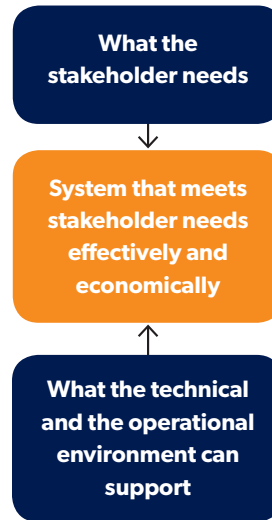 What the
stakeholder needs
System that meets
stakeholder needs
effectively and
economically
What the technical
and the operational
environment can
support